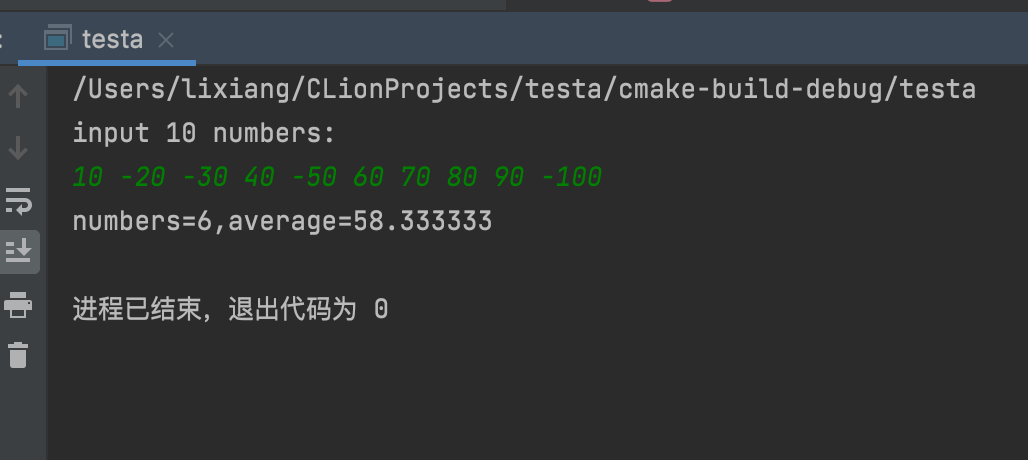 : testa
/Users/lixiang/CLionProjects/testa/cmake-build-debug/testa
input 10 numbers:
10 -20 -30 40 -50 60 70 80 90 -100
numbers=6,average=58.333333
进程已结束，退出代码为 0